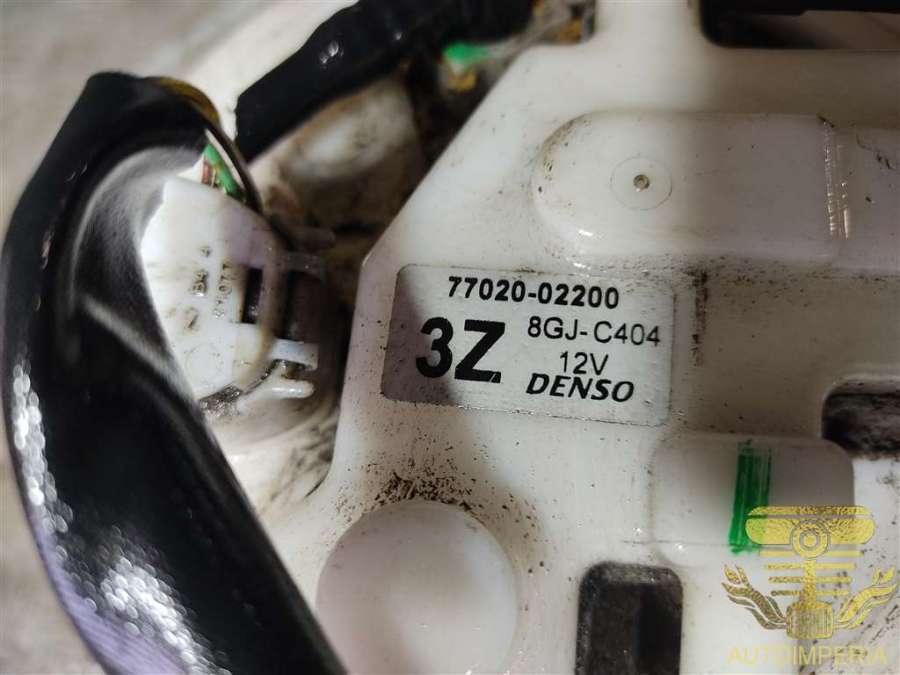 77020-02200
3Z 8GJ-C404
12V
DENSO
AUTOIMPERIA